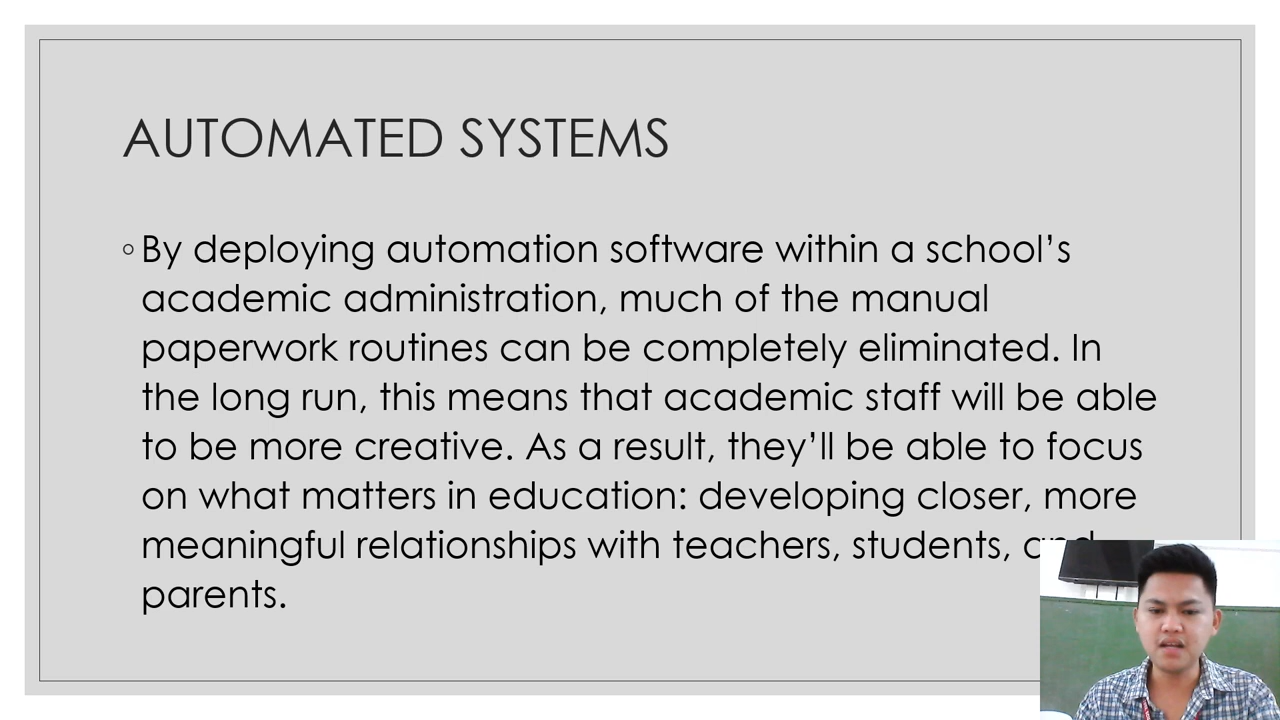 AUTOMATED SYSTEMS
◦ By deploying automation software within a school’s
academic administration, much of the manual
paperwork routines can be completely eliminated. In
the long run, this means that academic staff will be able
to be more creative. As a result, they’ll be able to focus
on what matters in education: developing closer, more
meaningful relationships with teachers, students, and
parents.